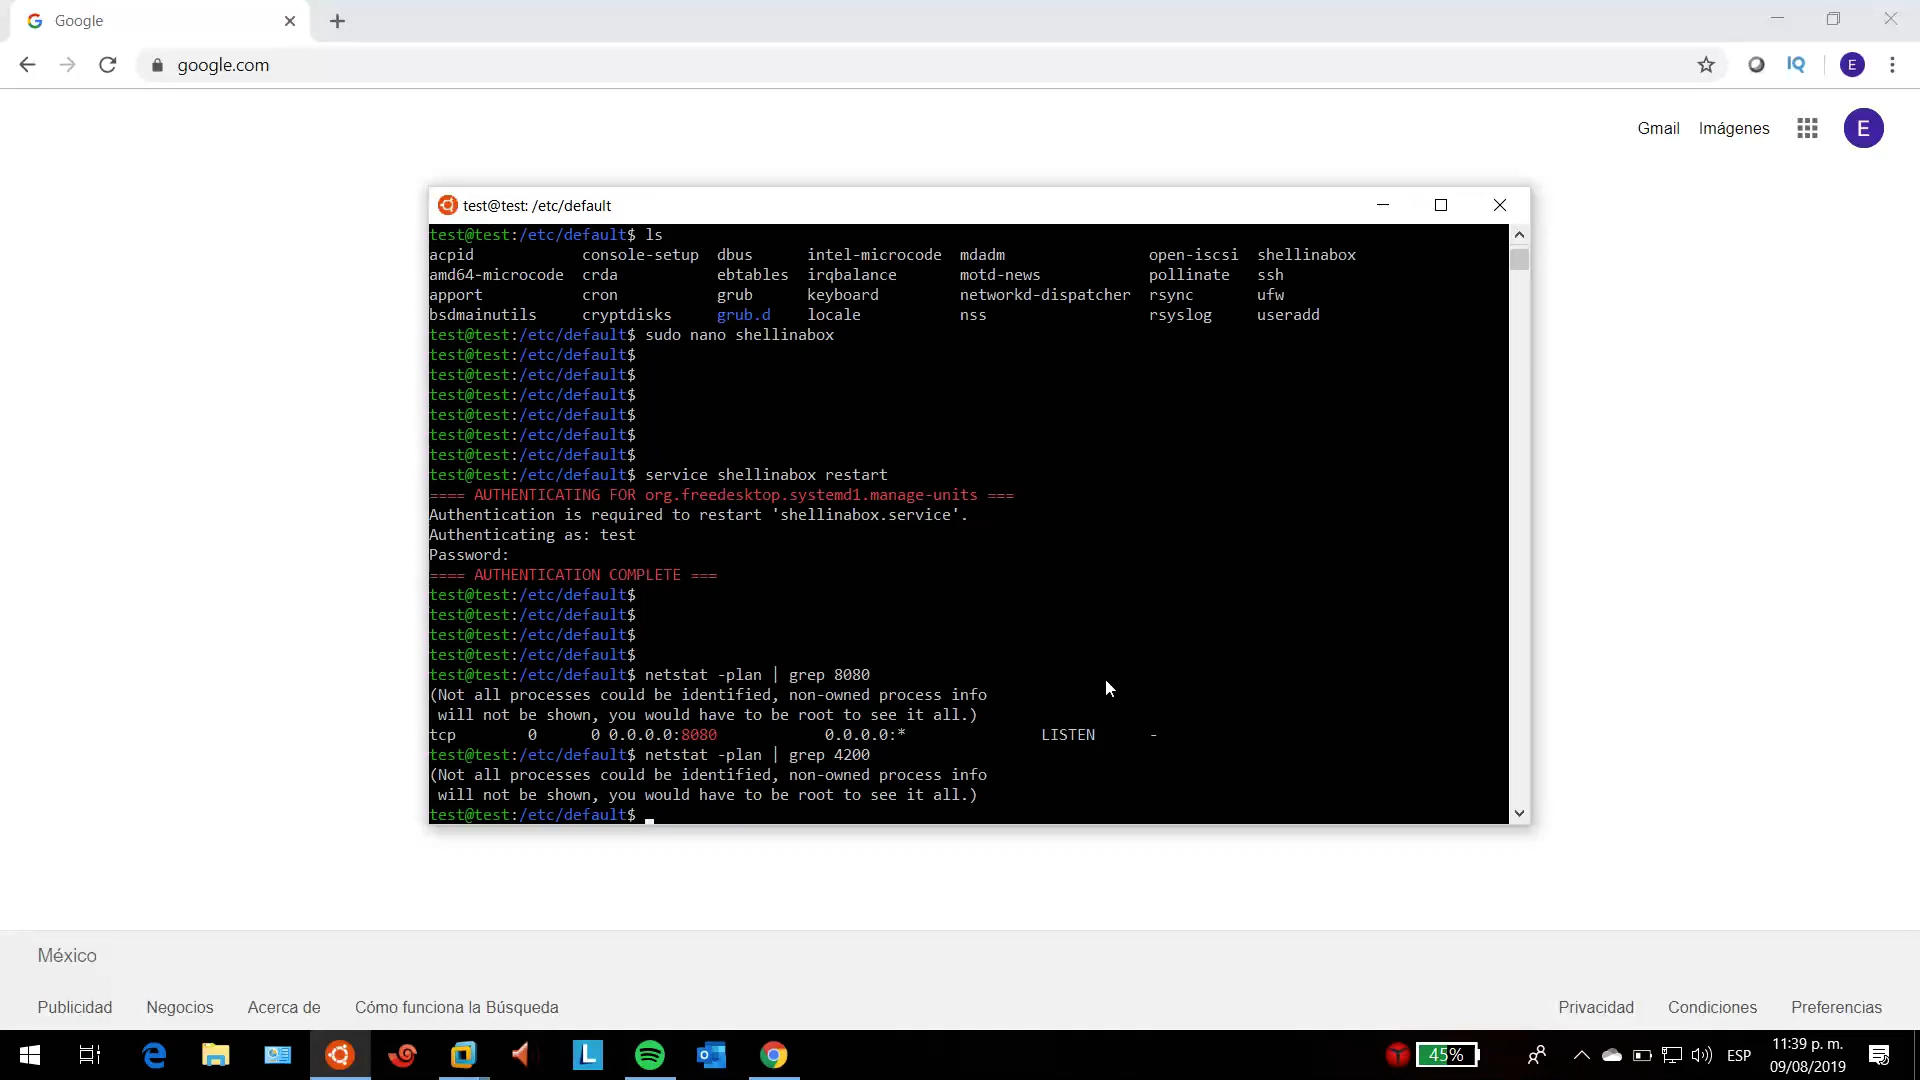 Google
google.com
IQ
E
Gmail Imágenes
E
test@test: /etc/default
test@test:/etc/default$ ls
acpid console-setup dbus intel-microcode mdadm open-iscsi shellinabox
amd64-microcode crda ebtables irqbalance motd-news pollinate ssh
apport cron grub keyboard networkd-dispatcher rsync ufw
bsdmainutils cryptdisks grub.d locale nss rsyslog useradd
test@test:/etc/default$ sudo nano shellinabox
test@test:/etc/default$
test@test:/etc/default$
test@test:/etc/default$
test@test:/etc/default$
test@test:/etc/default$
test@test:/etc/default$
test@test:/etc/default$ service shellinabox restart
==== AUTHENTICATING FOR org.freedesktop.systemd1.manage-units ===
Authentication is required to restart 'shellinabox.service'.
Authenticating as: test
Password:
==== AUTHENTICATION COMPLETE ===
test@test:/etc/default$
test@test:/etc/default$
test@test:/etc/default$
test@test:/etc/default$
test@test:/etc/default$ netstat -plan | grep 8080
(Not all processes could be identified, non-owned process info
will not be shown, you would have to be root to see it all.)
tcp 0 0 0.0.0.0:8080 0.0.0.0:* LISTEN -
test@test:/etc/default$ netstat -plan | grep 4200
(Not all processes could be identified, non-owned process info
will not be shown, you would have to be root to see it all.)
test@test:/etc/default$
México
Publicidad Negocios Acerca de Cómo funciona la Búsqueda Privacidad Condiciones Preferencias
L
45%
ESP
11:39 p. m.
09/08/2019